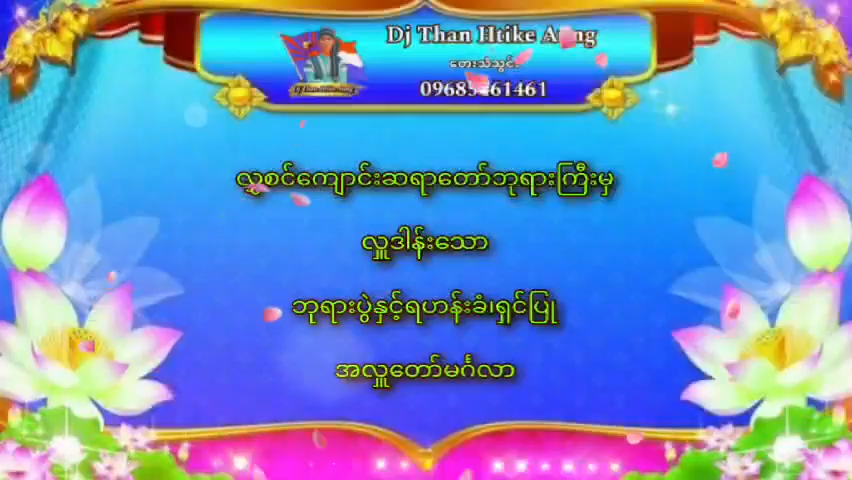 Dj Than Htike Aung
တေးသံသွင်း
လွှစင်ကျောင်းဆရာတော်ဘုရားကြီးမှ
လှူဒါန်းသော
ဘုရားပွဲနှင့်ရဟန်းခံ၊ရှင်ပြု
အလှူတော်မင်္ဂလာ